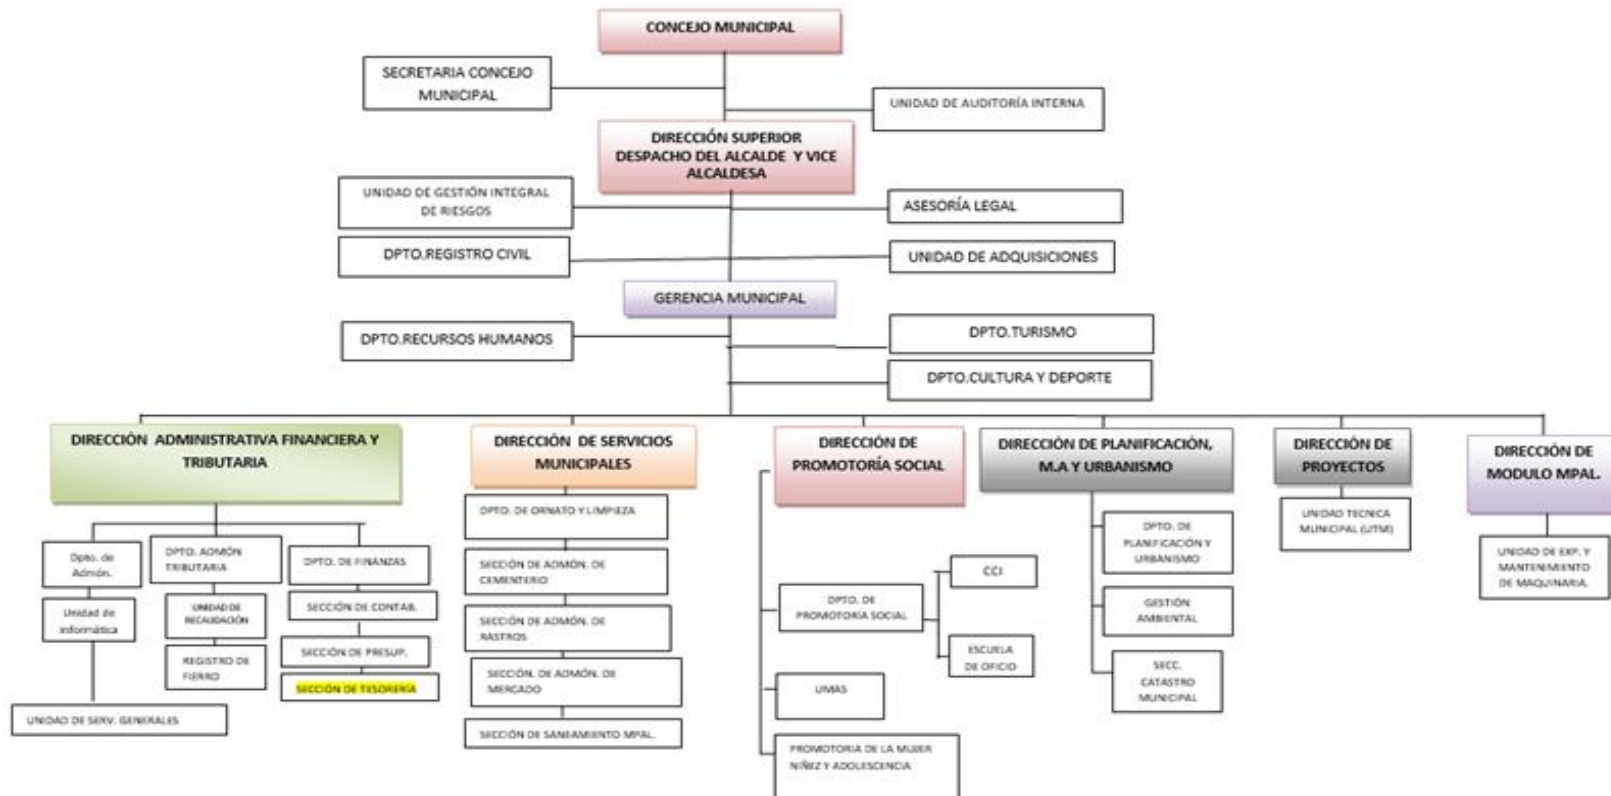 CONCEJO MUNICIPAL
SECRETARIA CONCEJO
MUNICIPAL
UNIDAD DE AUDITORÍA INTERNA
DIRECCIÓN SUPERIOR
DESPACHO DEL ALCALDE Y VICE
ALCALDESA
UNIDAD DE GESTIÓN INTEGRAL
DE RIESGOS
ASESORÍA LEGAL
DPTO.REGISTRO CIVIL
UNIDAD DE ADQUISICIONES
GERENCIA MUNICIPAL
DPTO.RECURSOS HUMANOS
DPTO.TURISMO
DPTO.CULTURA Y DEPORTE
DIRECCIÓN ADMINISTRATIVA FINANCIERA Y
TRIBUTARIA
Dpto. de
Admón.
Unidad de
informática
UNIDAD DE SERV. GENERALES
DPTO. ADMÓN
TRIBUTARIA
UNIDAD DE
RECAUDACIÓN
REGISTRO DE
FIERRO
DPTO. DE FINANZAS
SECCIÓN DE CONTAB.
SECCIÓN DE PRESUP.
SECCIÓN DE TESORERÍA
DIRECCIÓN DE SERVICIOS
MUNICIPALES
DPTO. DE ORNATO Y LIMPIEZA
SECCIÓN DE ADMÓN. DE
CEMENTERIO
SECCIÓN DE ADMÓN. DE
RASTROS
SECCIÓN. DE ADMÓN. DE
MERCADO
SECCIÓN DE SANEAMIENTO MPAL.
DIRECCIÓN DE
PROMOTORÍA SOCIAL
DPTO. DE
PROMOTORÍA SOCIAL
CCI
ESCUELA
DE OFICIO
UMAS
PROMOTORIA DE LA MUJER
NIÑEZ Y ADOLESCENCIA
DIRECCIÓN DE PLANIFICACIÓN,
M.A Y URBANISMO
DPTO. DE
PLANIFICACIÓN Y
URBANISMO
GESTIÓN
AMBIENTAL
SECC.
CATASTRO
MUNICIPAL
DIRECCIÓN DE
PROYECTOS
UNIDAD TECNICA
MUNICIPAL (UTM)
DIRECCIÓN DE
MODULO MPAL.
UNIDAD DE EXP. Y
MANTENIMIENTO
DE MAQUINARIA.